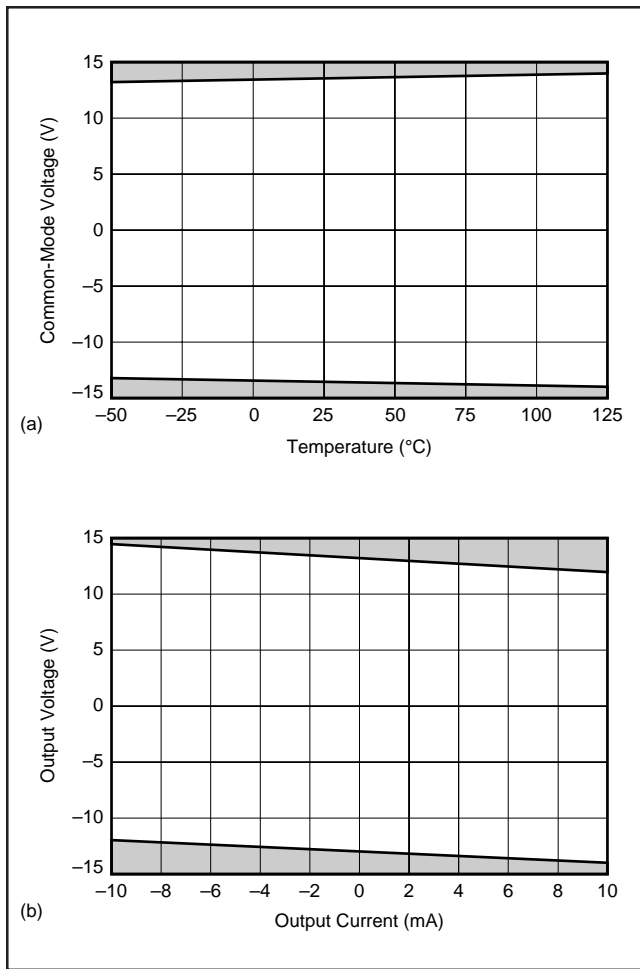 15
10
5
0
–5
–10
–15
Common-Mode Voltage (V)
–50 –25 0 25 50 75 100 125
Temperature (°C)
(a)
15
10
5
0
–5
–10
–15
Output Voltage (V)
–10 –8 –6 –4 –2 0 2 4 6 8 10
Output Current (mA)
(b)